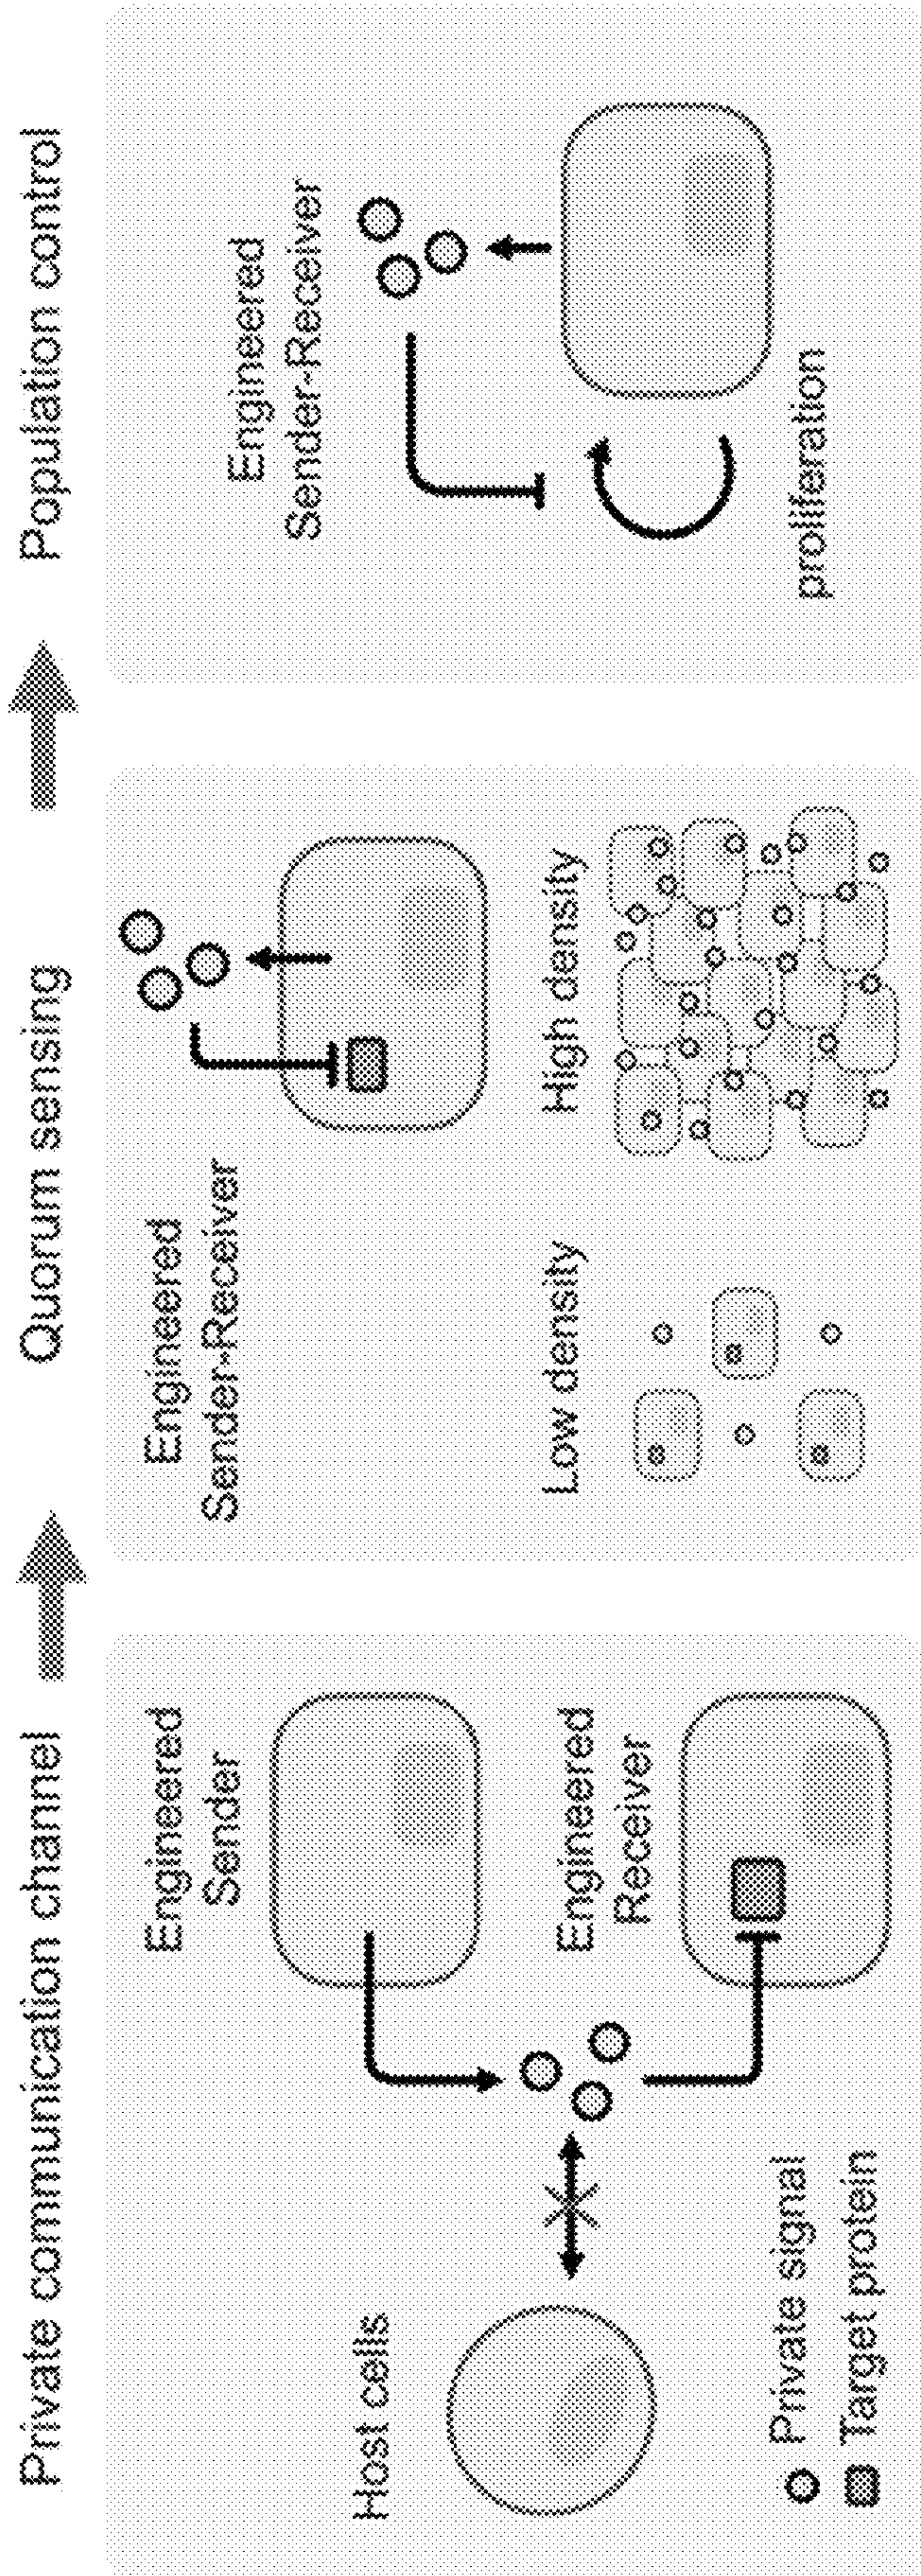 Private communication channel
Quorum sensing
Population control
Engineered
Sender
Host cells
Engineered
Receiver
Private signal
Target protein
Engineered
Sender-Receiver
Low density
High density
Engineered
Sender-Receiver
proliferation